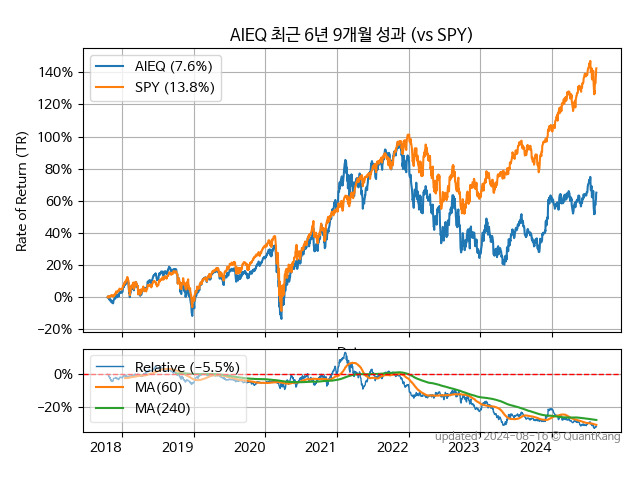 AIEQ 최근 6년 9개월 성과 (vs SPY)
AIEQ (7.6%)
SPY (13.8%)
Rate of Return (TR)
140%
120%
100%
80%
60%
40%
20%
0%
−20%
Relative (−5.5%)
MA(60)
MA(240)
0%
−20%
2018 2019 2020 2021 2022 2023 2024
updated: 2024-08-16 © QuantKang